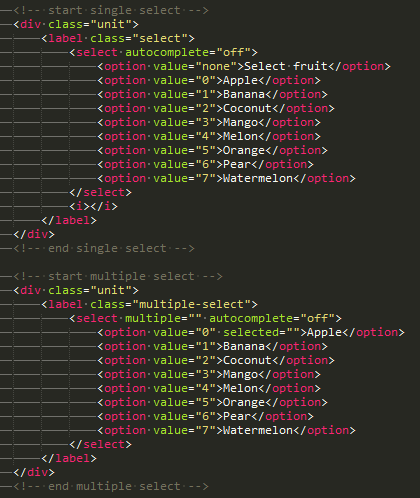 <!-- start single select -->
<div class="unit">
<label class="select">
<select autocomplete="off">
<option value="none">Select fruit</option>
<option value="0">Apple</option>
<option value="1">Banana</option>
<option value="2">Coconut</option>
<option value="3">Mango</option>
<option value="4">Melon</option>
<option value="5">Orange</option>
<option value="6">Pear</option>
<option value="7">Watermelon</option>
</select>
<i></i>
</label>
</div>
<!-- end single select -->
<!-- start multiple select -->
<div class="unit">
<label class="multiple-select">
<select multiple="" autocomplete="off">
<option value="0" selected="">Apple</option>
<option value="1">Banana</option>
<option value="2">Coconut</option>
<option value="3">Mango</option>
<option value="4">Melon</option>
<option value="5">Orange</option>
<option value="6">Pear</option>
<option value="7">Watermelon</option>
</select>
</label>
</div>
<!-- end multiple select -->